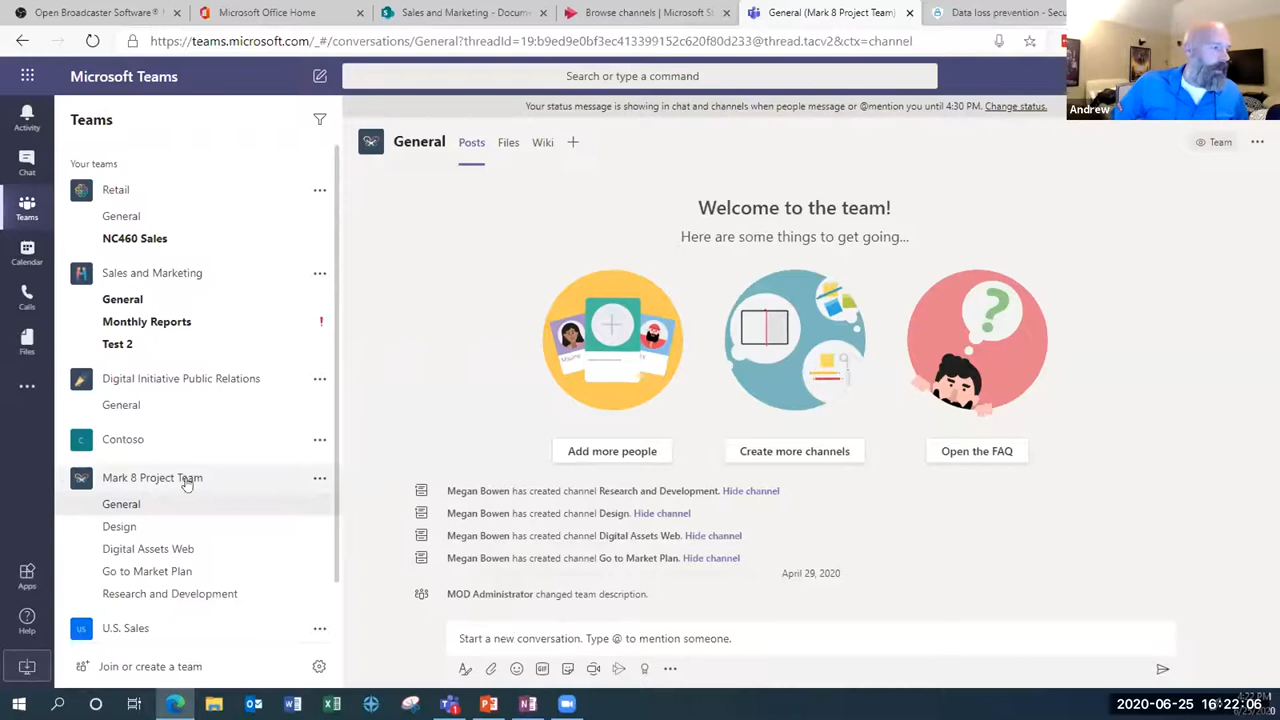 Open Broadcaster Software®
Microsoft Office Home
Sales and Marketing - Docume
Browse channels | Microsoft St
General (Mark 8 Project Team)
Data loss prevention - Secu
https://teams.microsoft.com/_#/conversations/General?threadId=19:b9ed9e0bf3ec413399152c620f80d233@thread.tacv2&ctx=channel
Andrew
Microsoft Teams
Search or type a command
Your status message is showing in chat and channels when people message or @mention you until 4:30 PM. Change status.
Activity
Chat
Teams
Calendar
Calls
Files
Apps
Help
Teams
Your teams
Retail
General
NC460 Sales
Sales and Marketing
General
Monthly Reports
!
Test 2
Digital Initiative Public Relations
General
C
Contoso
Mark 8 Project Team
General
Design
Digital Assets Web
Go to Market Plan
Research and Development
US
U.S. Sales
Join or create a team
General
Posts
Files
Wiki
Team
Welcome to the team!
Here are some things to get going...
Add more people
Create more channels
Open the FAQ
Megan Bowen has created channel Research and Development. Hide channel
Megan Bowen has created channel Design. Hide channel
Megan Bowen has created channel Digital Assets Web. Hide channel
Megan Bowen has created channel Go to Market Plan. Hide channel
April 29, 2020
MOD Administrator changed team description.
Start a new conversation. Type @ to mention someone.
GIF
4:22 PM
2020-06-25 16:22:06